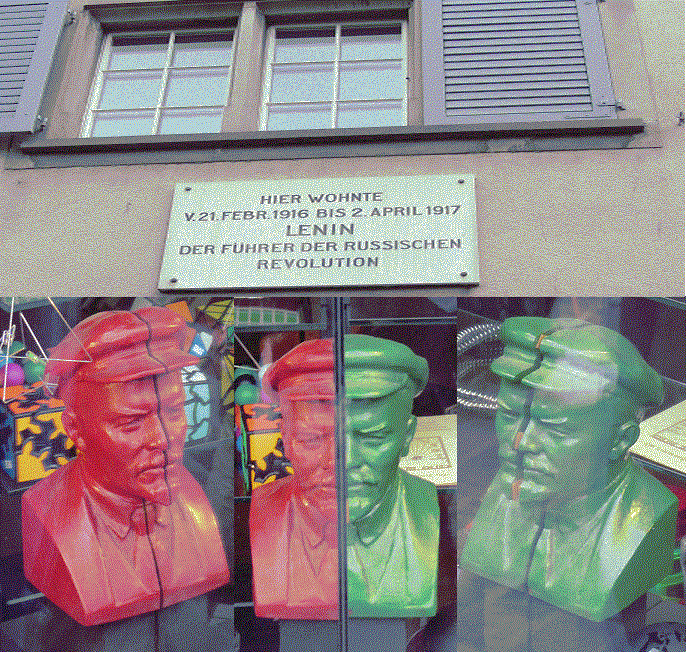 HIER WOHNTE
V. 21. FEBR. 1916 BIS 2. APRIL 1917
LENIN
DER FÜHRER DER RUSSISCHEN
REVOLUTION